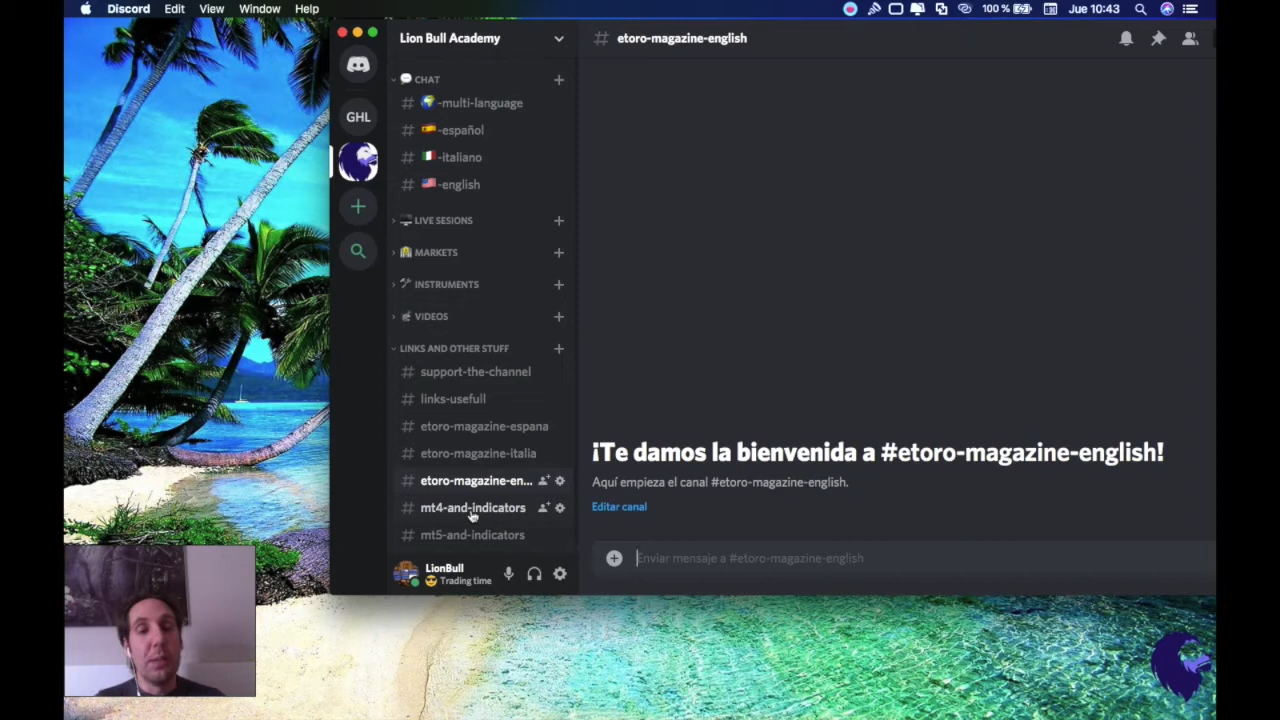 Discord Edit View Window Help 100 % Jue 10:43
Lion Bull Academy
etoro-magazine-english
CHAT
-multi-language
-español
-italiano
-english
LIVE SESIONS
MARKETS
INSTRUMENTS
VIDEOS
LINKS AND OTHER STUFF
support-the-channel
links-usefull
etoro-magazine-espana
etoro-magazine-italia
etoro-magazine-en...
mt4-and-indicators
mt5-and-indicators
LionBull
Trading time
GHL
¡Te damos la bienvenida a #etoro-magazine-english!
Aquí empieza el canal #etoro-magazine-english.
Editar canal
Enviar mensaje a #etoro-magazine-english